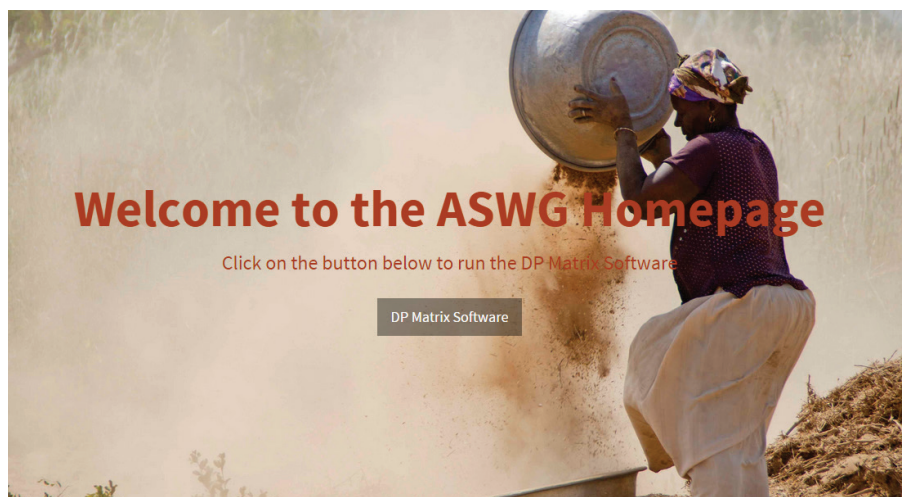 Welcome to the ASWG Homepage
Click on the button below to run the DP Matrix Software
DP Matrix Software